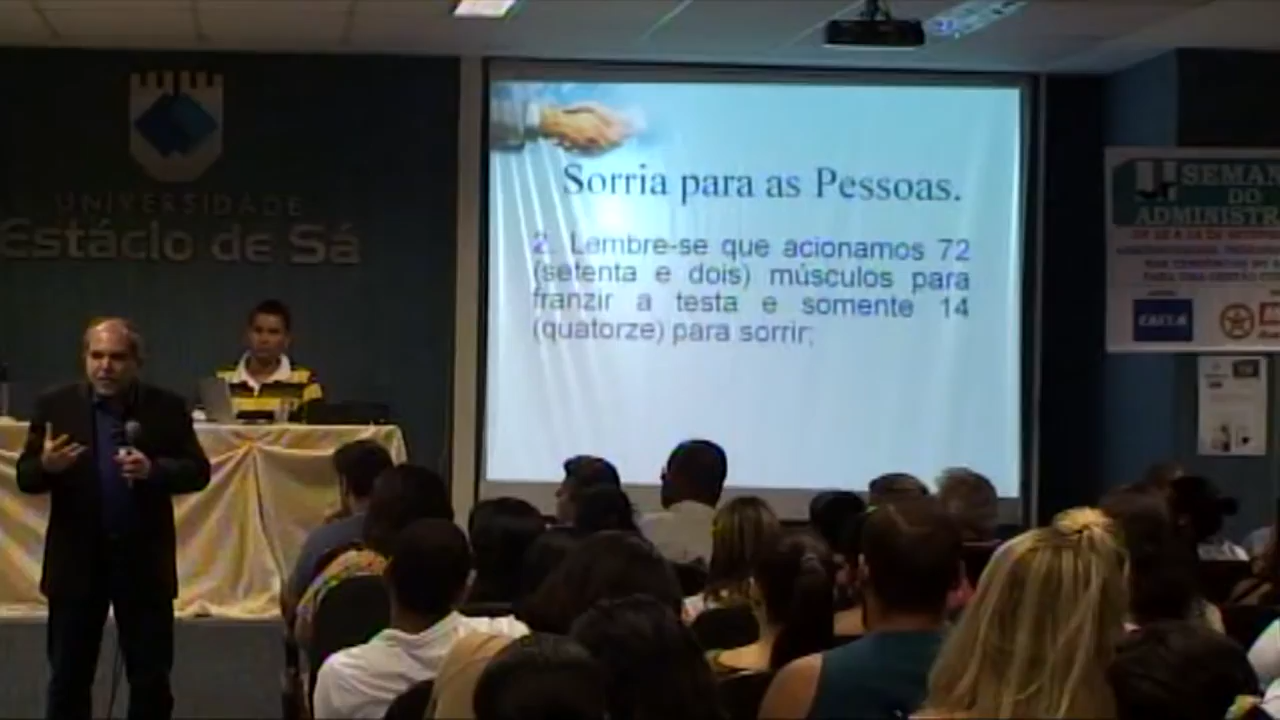 UNIVERSIDADE
Estácio de Sá
Sorria para as Pessoas.
2. Lembre-se que acionamos 72
(setenta e dois) músculos para
franzir a testa e somente 14
(quatorze) para sorrir;
SEMAN
DO
ADMINISTR
CAIXA